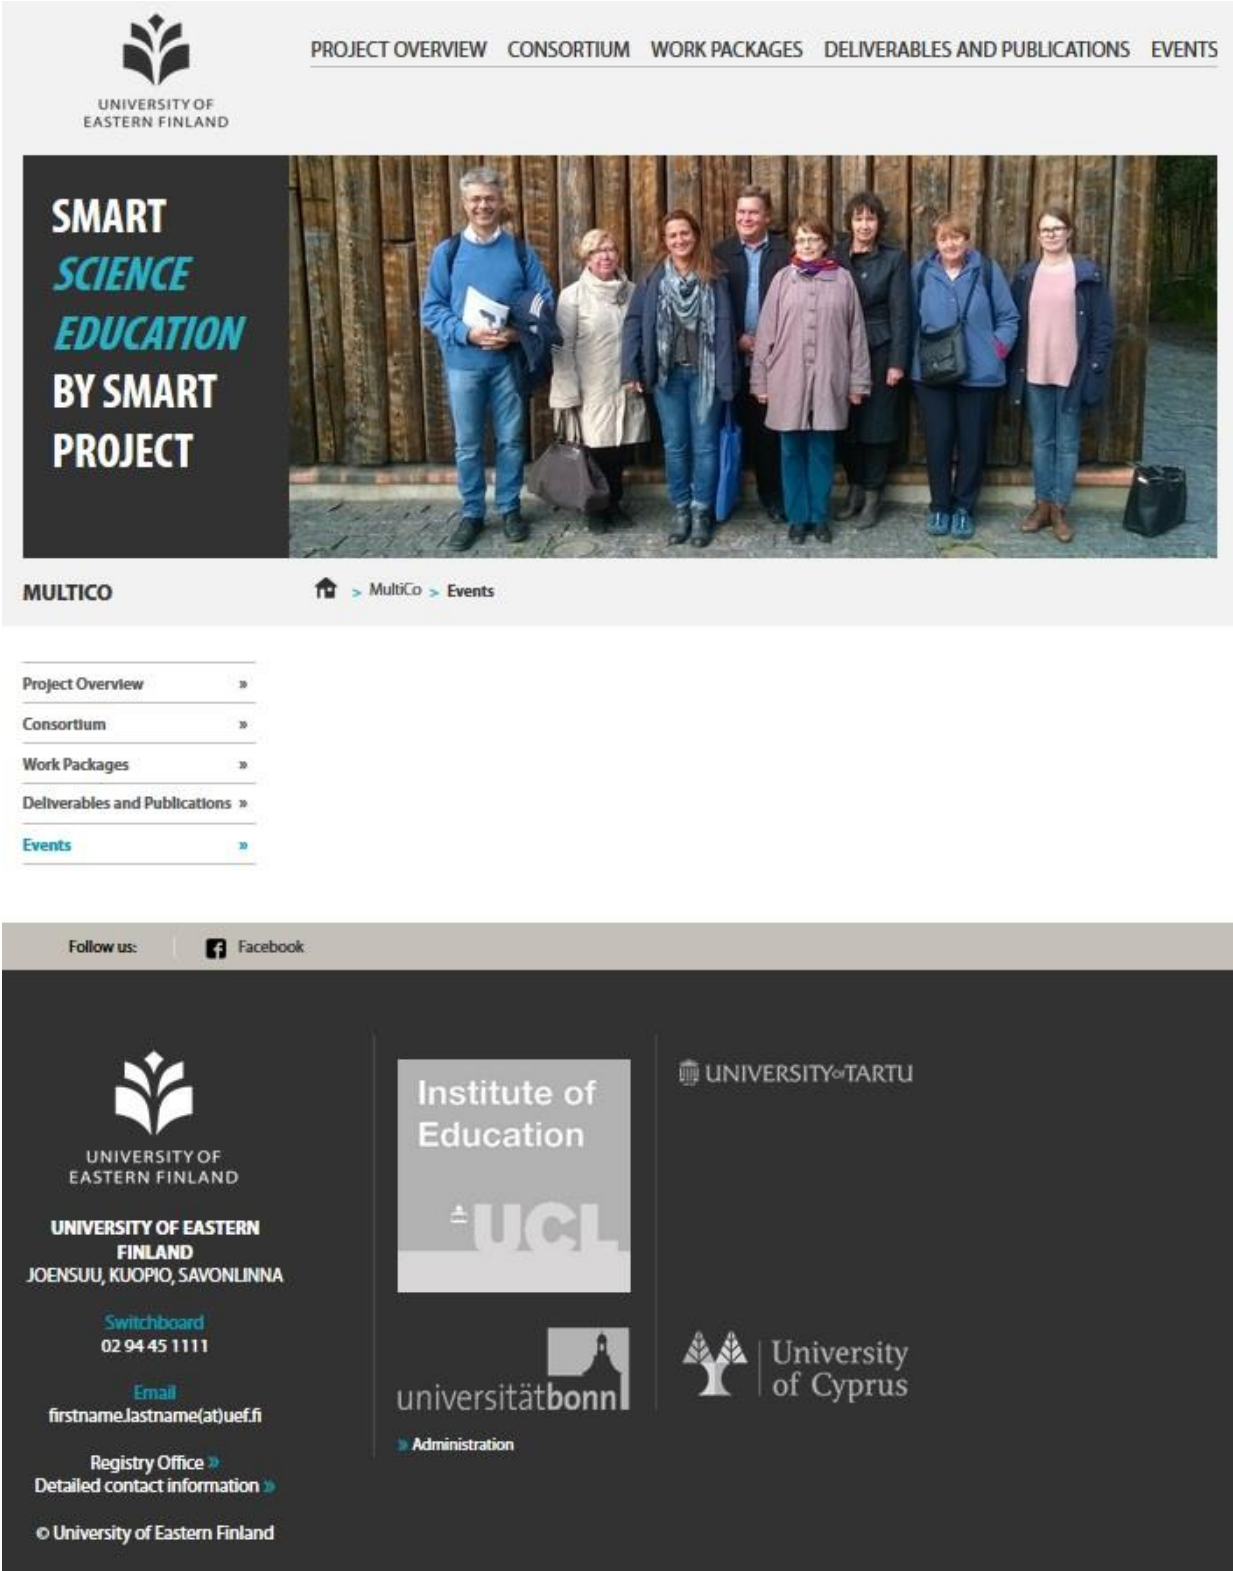 UNIVERSITY OF
EASTERN FINLAND
PROJECT OVERVIEW CONSORTIUM WORK PACKAGES DELIVERABLES AND PUBLICATIONS EVENTS
SMART
SCIENCE
EDUCATION
BY SMART
PROJECT
MULTICO
> MultiCo > Events
Project Overview »
Consortium »
Work Packages »
Deliverables and Publications »
Events »
Follow us: Facebook
UNIVERSITY OF
EASTERN FINLAND
UNIVERSITY OF EASTERN
FINLAND
JOENSUU, KUOPIO, SAVONLINNA
Switchboard
02 94 45 1111
Email
firstname.lastname(at)uef.fi
Registry Office »
Detailed contact information »
© University of Eastern Finland
Institute of
Education
UCL
universitätbonn
» Administration
UNIVERSITY OF TARTU
University
of Cyprus